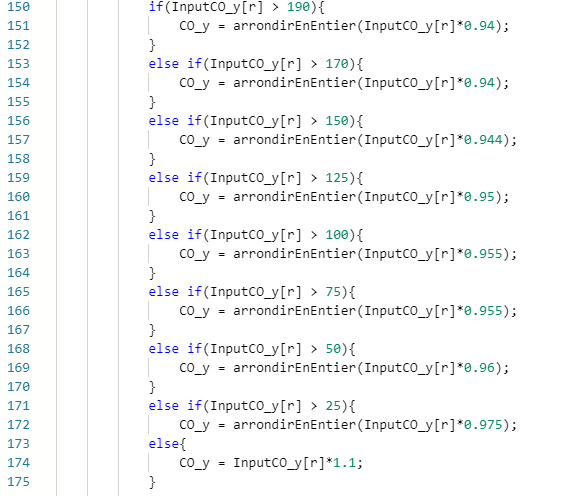 150 if(InputCO_y[r] > 190){
151 CO_y = arrondirEnEntier(InputCO_y[r]*0.94);
152 }
153 else if(InputCO_y[r] > 170){
154 CO_y = arrondirEnEntier(InputCO_y[r]*0.94);
155 }
156 else if(InputCO_y[r] > 150){
157 CO_y = arrondirEnEntier(InputCO_y[r]*0.944);
158 }
159 else if(InputCO_y[r] > 125){
160 CO_y = arrondirEnEntier(InputCO_y[r]*0.95);
161 }
162 else if(InputCO_y[r] > 100){
163 CO_y = arrondirEnEntier(InputCO_y[r]*0.955);
164 }
165 else if(InputCO_y[r] > 75){
166 CO_y = arrondirEnEntier(InputCO_y[r]*0.955);
167 }
168 else if(InputCO_y[r] > 50){
169 CO_y = arrondirEnEntier(InputCO_y[r]*0.96);
170 }
171 else if(InputCO_y[r] > 25){
172 CO_y = arrondirEnEntier(InputCO_y[r]*0.975);
173 else{
174 CO_y = InputCO_y[r]*1.1;
175 }